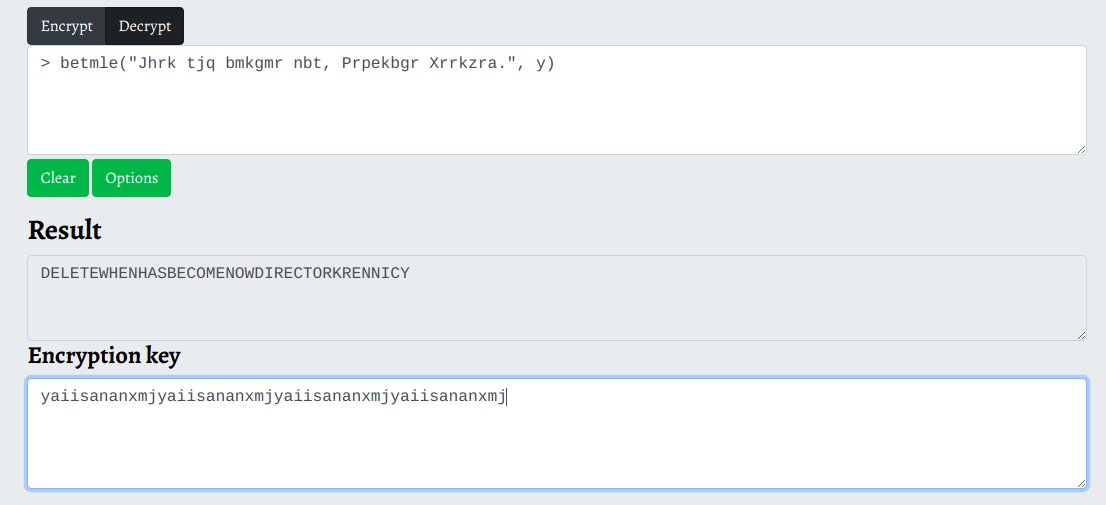 Encrypt Decrypt
> betmle("Jhrk tjq bmkgmr nbt, Prpekbgr Xrrkzra.", y)
Clear Options
Result
DELETEWHENHASBECOMENOWDIRECTORKRENNICY
Encryption key
yaiisananxmjyaiisananxmjyaiisananxmjyaiisananxmj